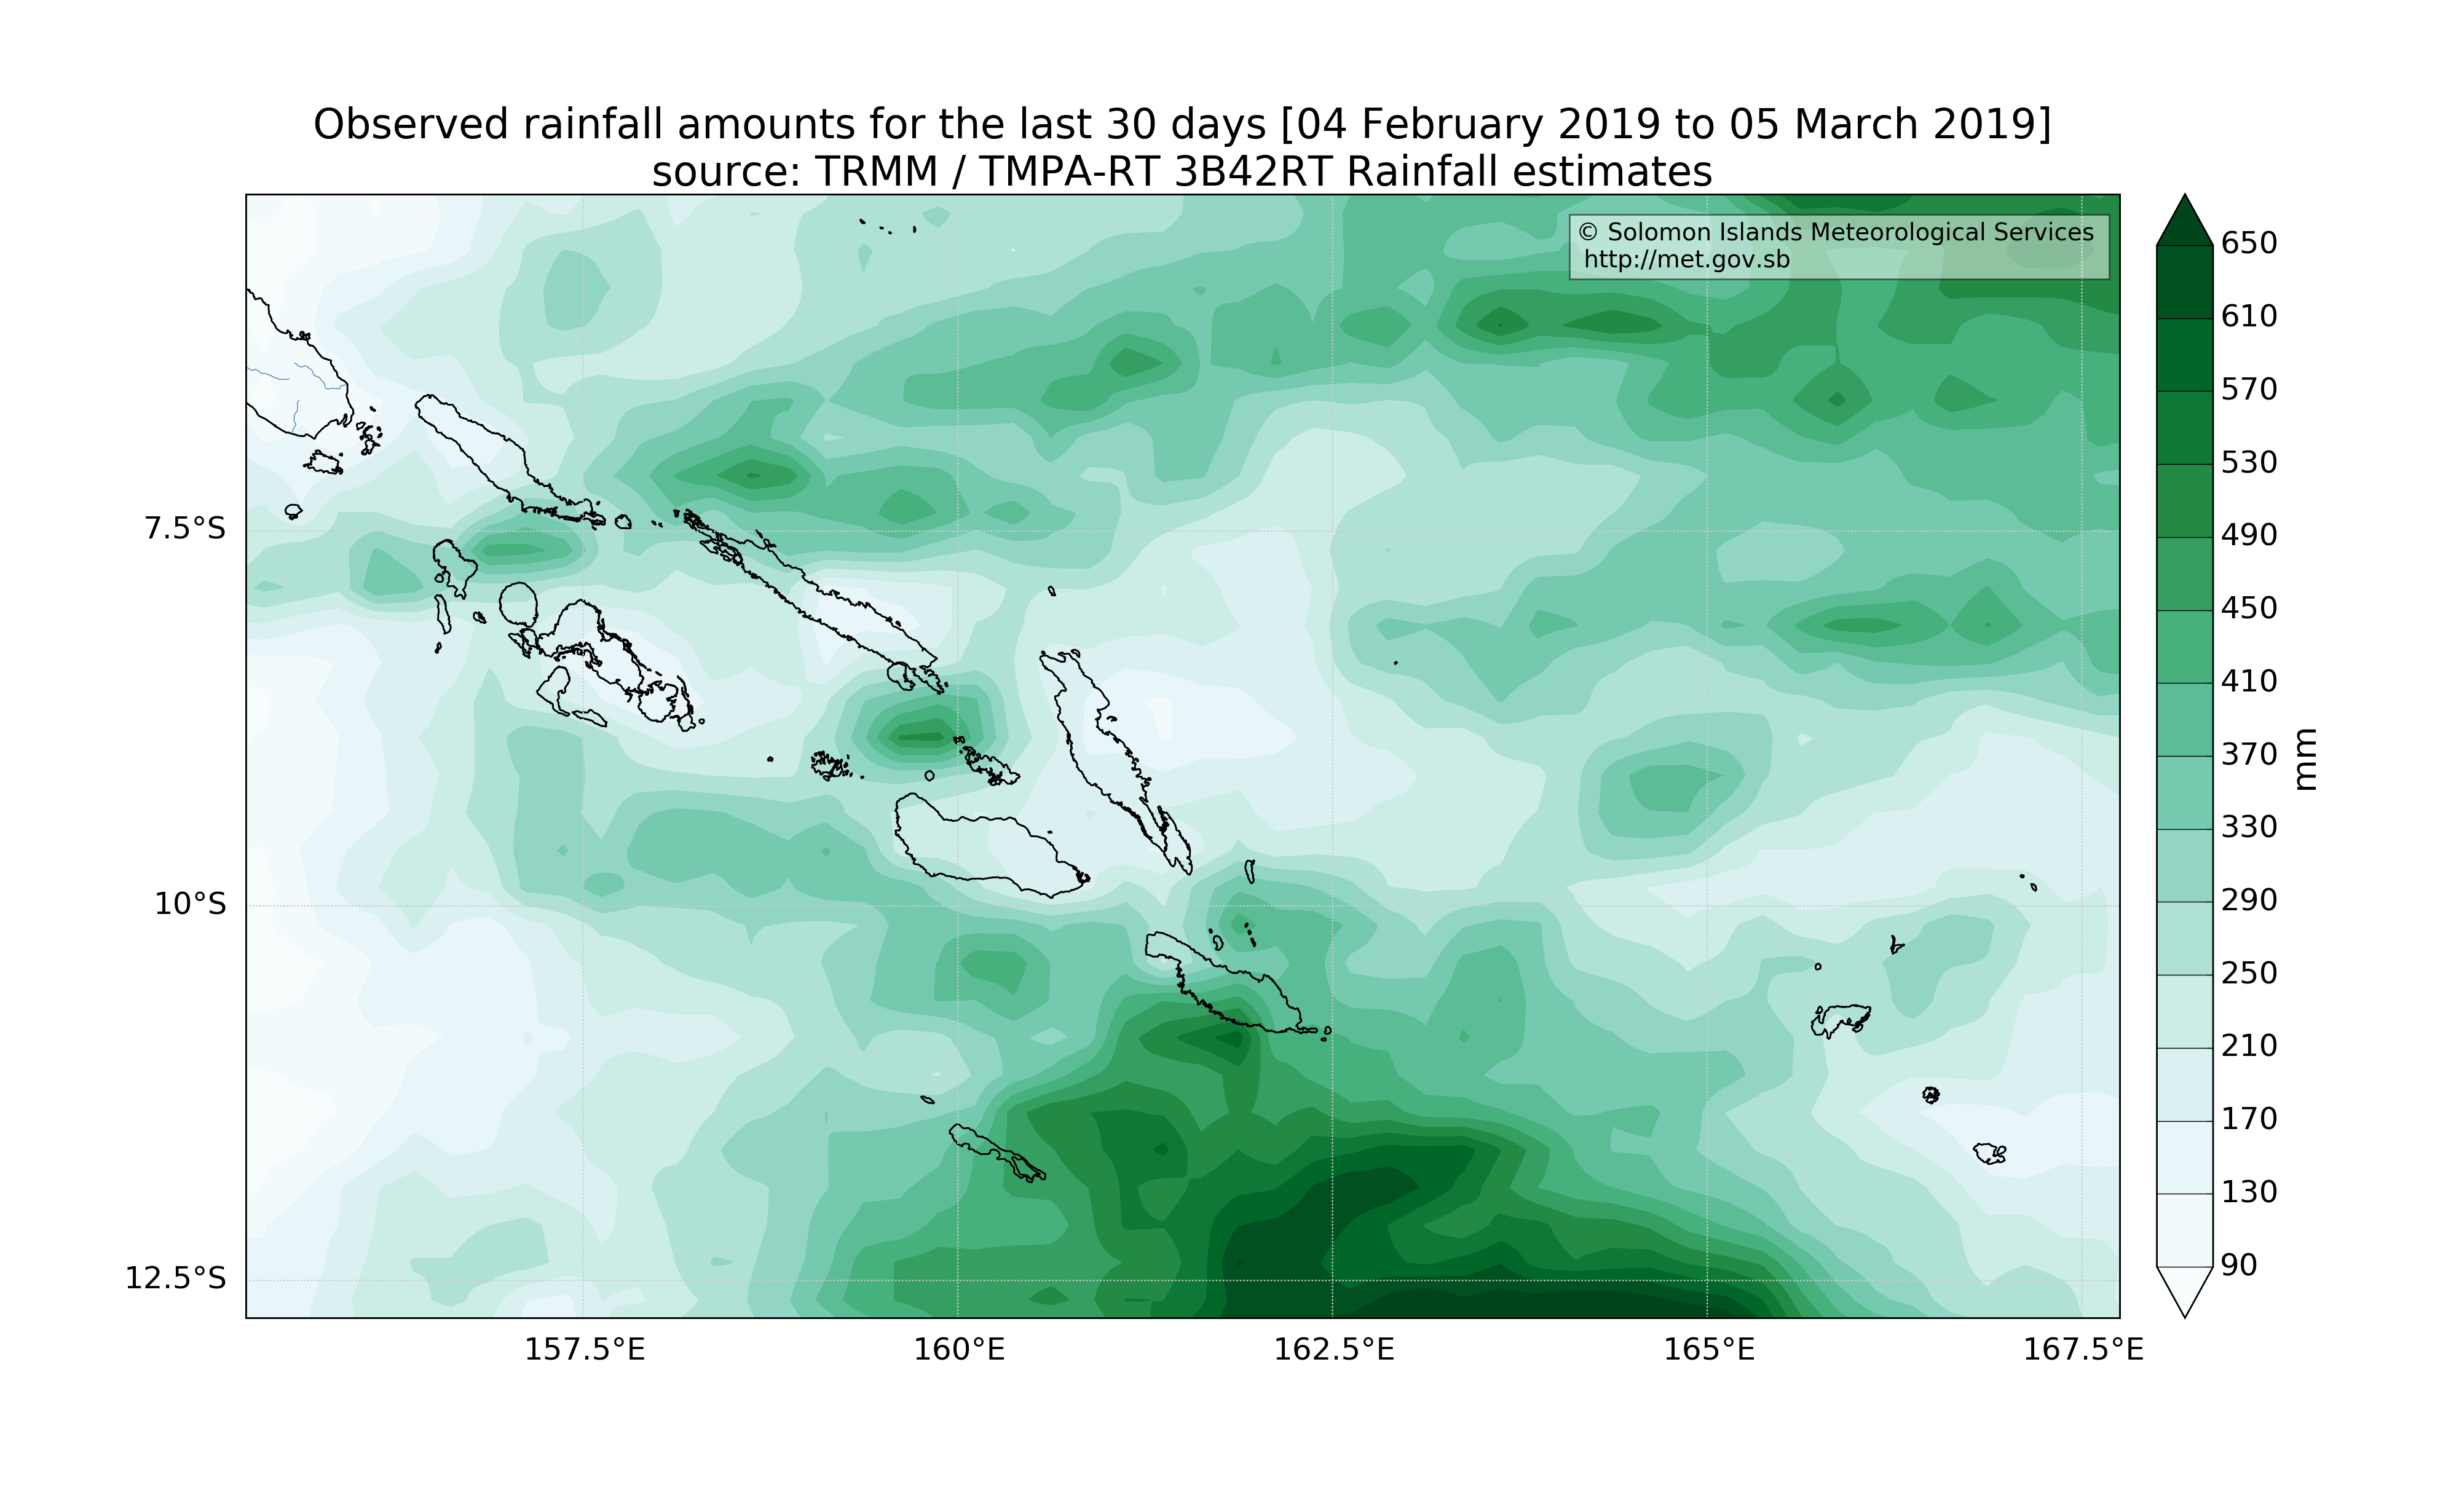 Observed rainfall amounts for the last 30 days [04 February 2019 to 05 March 2019]
source: TRMM / TMPA-RT 3B42RT Rainfall estimates
© Solomon Islands Meteorological Services
http://met.gov.sb
7.5°S
10°S
12.5°S
157.5°E
160°E
162.5°E
165°E
167.5°E
650
610
570
530
490
450
410
370
330
290
250
210
170
130
90
mm